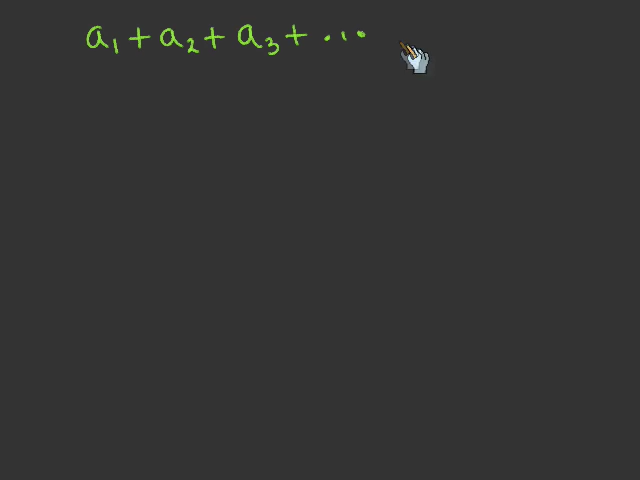 a₁ + a₂ + a₃ + ...